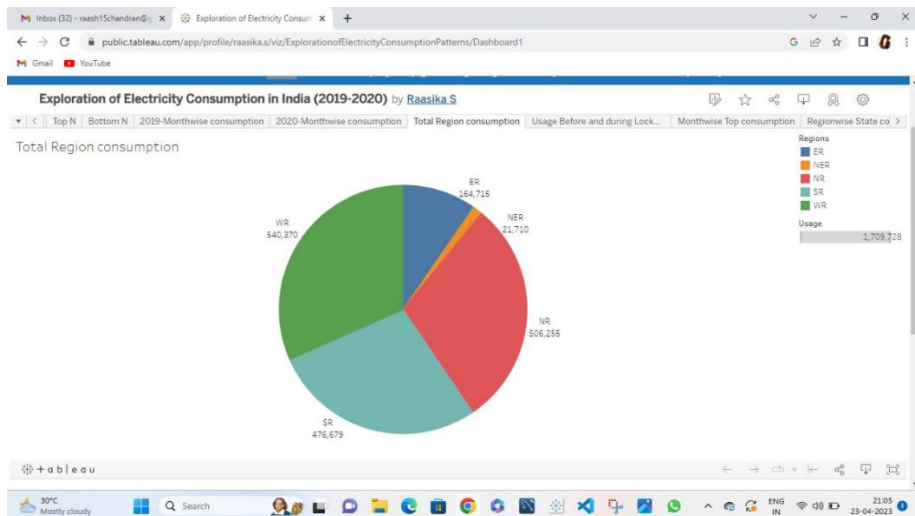 Inbox (32) - raash15chandran@g
Exploration of Electricity Consum
public.tableau.com/app/profile/raasika.s/viz/ExplorationofElectricityConsumptionPatterns/Dashboard1
Gmail
YouTube
Exploration of Electricity Consumption in India (2019-2020) by Raasika S
Top N
Bottom N
2019-Monthwise consumption
2020-Monthwise consumption
Total Region consumption
Usage Before and during Lock...
Monthwise Top consumption
Regionwise State co
Total Region consumption
Regions
ER
NER
NR
SR
WR
Usage
1,709,728
ER
164,715
NER
21,710
WR
540,370
NR
506,255
SR
476,679
+ a b l e a u
30°C
Mostly cloudy
Search
ENG
IN
21:05
23-04-2023